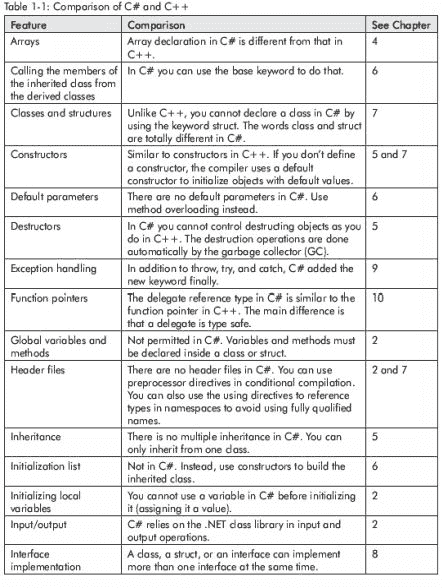 Table 1-1: Comparison of C# and C++
Feature Comparison See Chapter
Arrays Array declaration in C# is different from that in 4
C++.
Calling the members of In C# you can use the base keyword to do that. 6
the inherited class from
the derived classes
Classes and structures Unlike C++, you cannot declare a class in C# by 7
using the keyword struct. The words class and struct
are totally different in C#.
Constructors Similar to constructors in C++. If you don't define 5 and 7
a constructor, the compiler uses a default
constructor to initialize objects with default values.
Default parameters There are no default parameters in C#. Use 6
method overloading instead.
Destructors In C# you cannot control destructing objects as you 5
do in C++. The destruction operations are done
automatically by the garbage collector (GC).
Exception handling In addition to throw, try, and catch, C# added the 9
new keyword finally.
Function pointers The delegate reference type in C# is similar to the 10
function pointer in C++. The main difference is
that a delegate is type safe.
Global variables and Not permitted in C#. Variables and methods must 2
methods be declared inside a class or struct.
Header files There are no header files in C#. You can use 2 and 7
preprocessor directives in conditional compilation.
You can also use the using directives to reference
types in namespaces to avoid using fully qualified
names.
Inheritance There is no multiple inheritance in C#. You can 5
only inherit from one class.
Initialization list Not in C#. Instead, use constructors to build the 6
inherited class.
Initializing local You cannot use a variable in C# before initializing 2
variables it (assigning it a value).
Input/output C# relies on the .NET class library in input and 2
output operations.
Interface A class, a struct, or an interface can implement 8
implementation more than one interface at the same time.